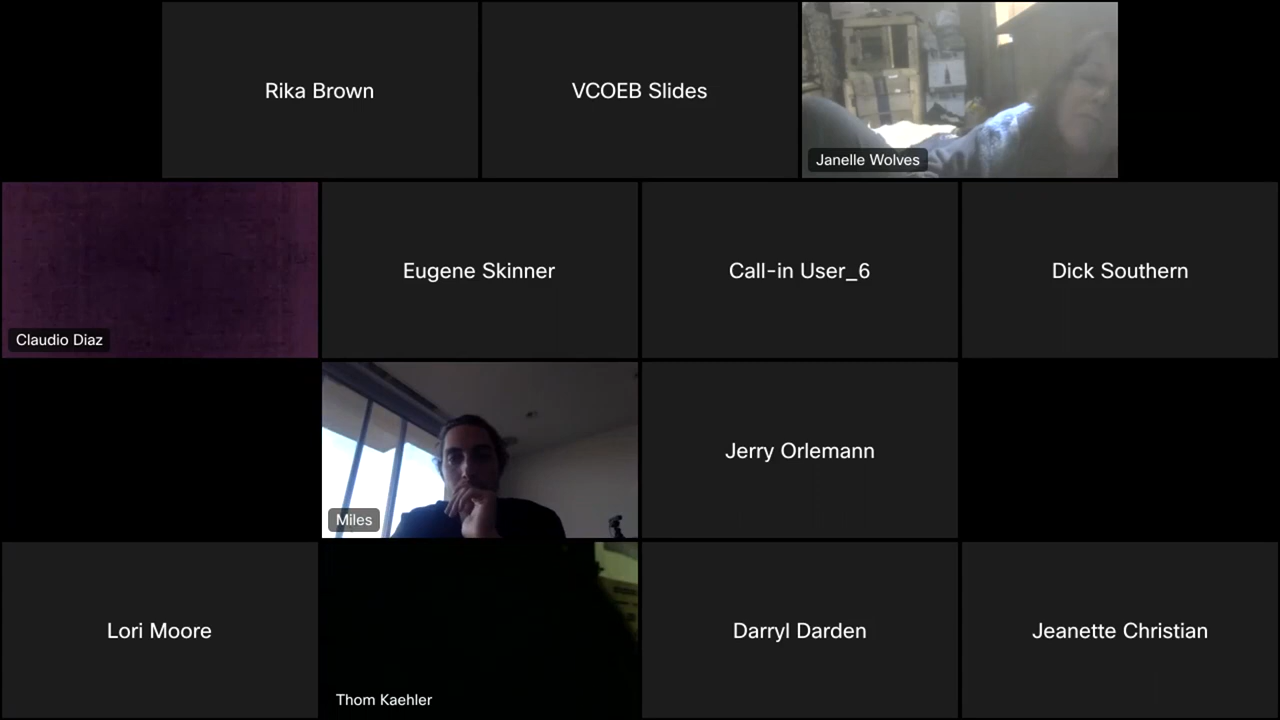 Rika Brown
VCOEB Slides
Janelle Wolves
Claudio Diaz
Eugene Skinner
Call-in User_6
Dick Southern
Miles
Jerry Orlemann
Lori Moore
Thom Kaehler
Darryl Darden
Jeanette Christian